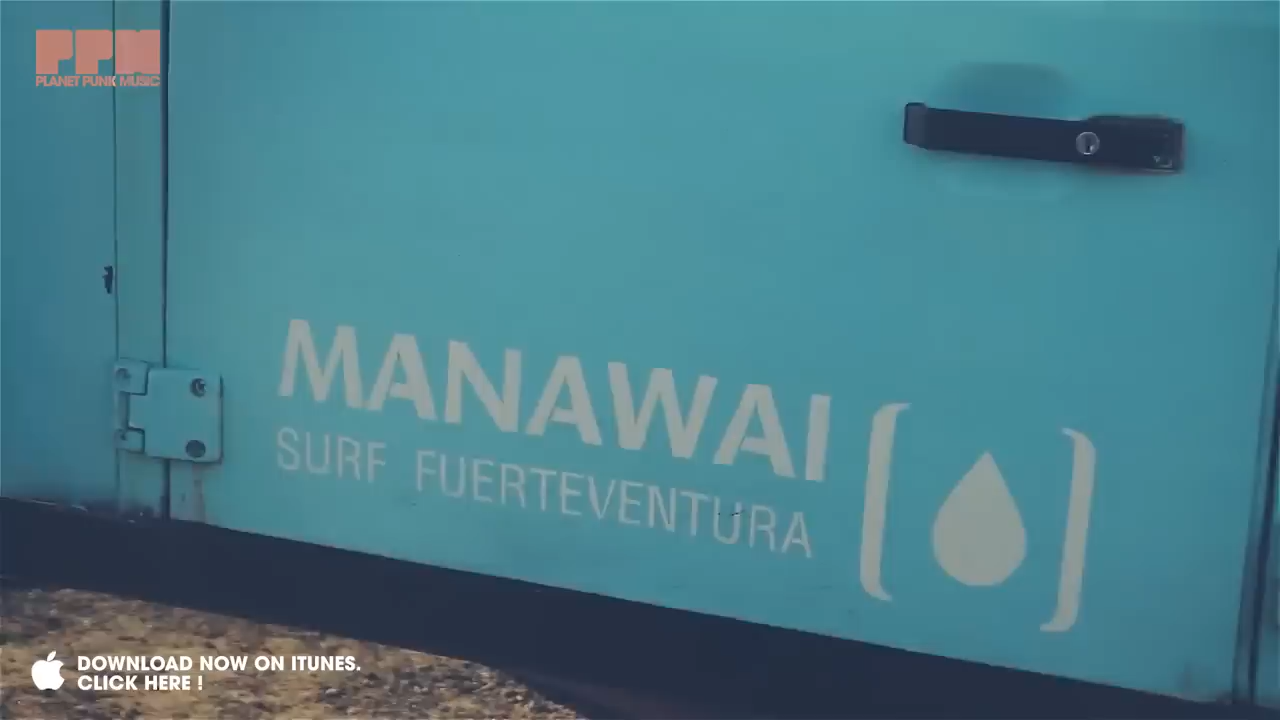 PPM
PLANET PUNK MUSIC
MANAWAI
SURF FUERTEVENTURA
DOWNLOAD NOW ON ITUNES.
CLICK HERE !